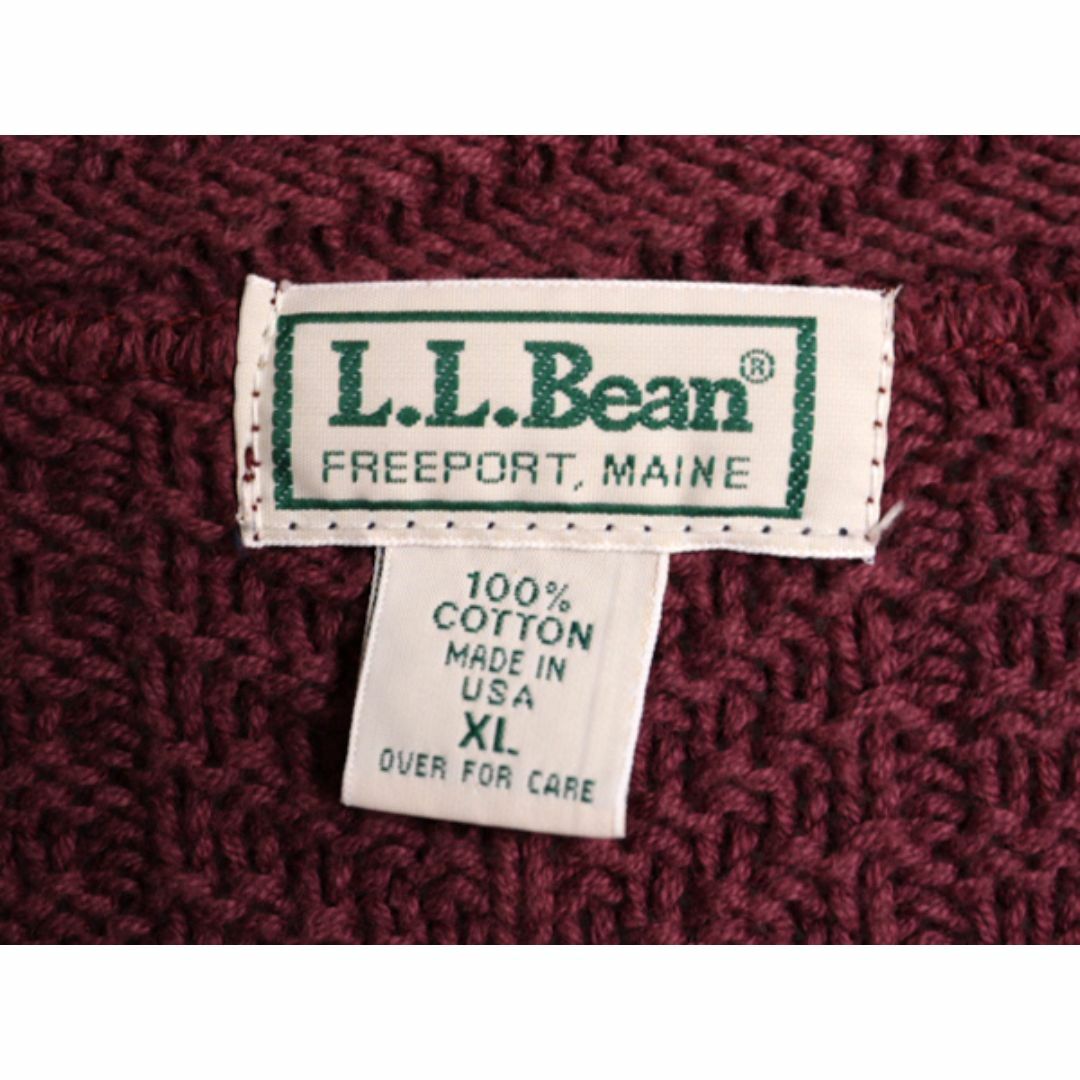 L.L.Bean®
FREEPORT, MAINE
100%
COTTON
MADE IN
USA
XL
OVER FOR CARE